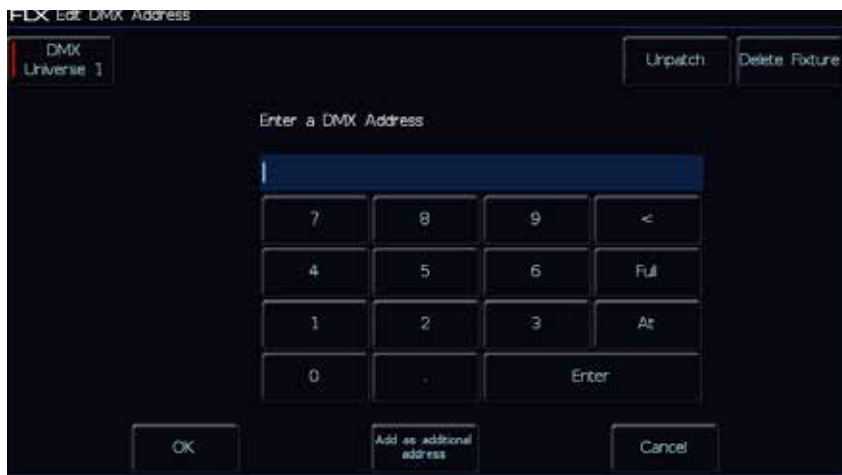 FLX Edit DMX Address
DMX
Universe 1
Unpatch
Delete Fixture
Enter a DMX Address
7 8 9 <
4 5 6 Full
1 2 3 At
0 . Enter
OK
Add as additional
address
Cancel